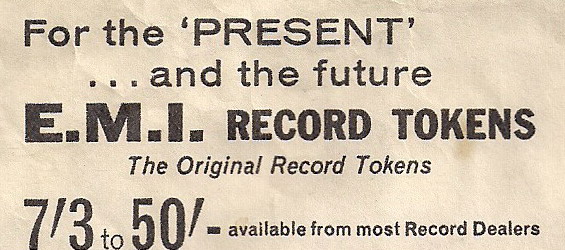 For the ‘PRESENT’
...and the future
E.M.I. RECORD TOKENS
The Original Record Tokens
7/3 to 50/- available from most Record Dealers